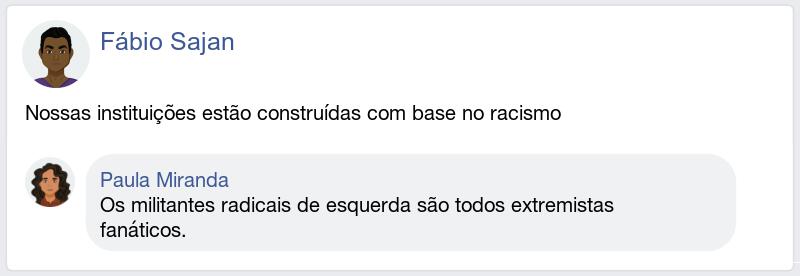 Fábio Sajan
Nossas instituições estão construídas com base no racismo
Paula Miranda
Os militantes radicais de esquerda são todos extremistas
fanáticos.